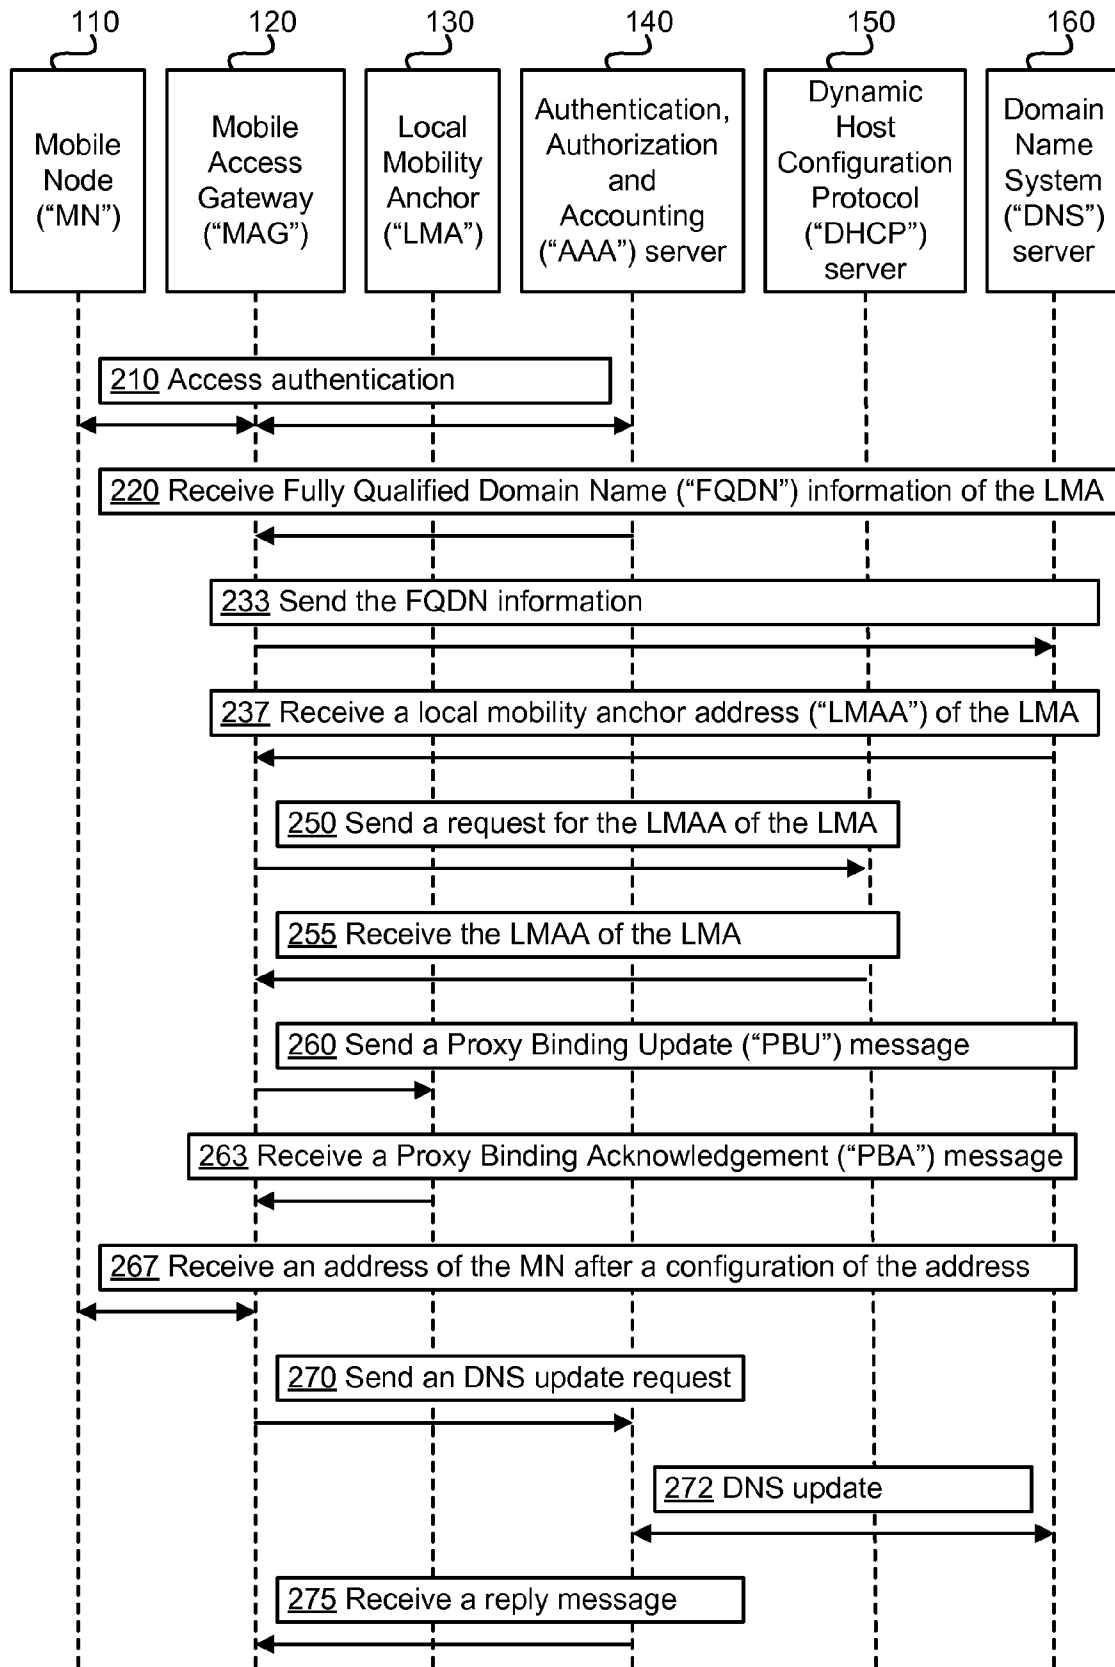 110 120 130 140 150 160
Mobile
Node
(“MN”)
Mobile
Access
Gateway
(“MAG”)
Local
Mobility
Anchor
(“LMA”)
Authentication,
Authorization
and
Accounting
(“AAA”) server
Dynamic
Host
Configuration
Protocol
(“DHCP”)
server
Domain
Name
System
(“DNS”)
server
210 Access authentication
220 Receive Fully Qualified Domain Name (“FQDN”) information of the LMA
233 Send the FQDN information
237 Receive a local mobility anchor address (“LMAA”) of the LMA
250 Send a request for the LMAA of the LMA
255 Receive the LMAA of the LMA
260 Send a Proxy Binding Update (“PBU”) message
263 Receive a Proxy Binding Acknowledgement (“PBA”) message
267 Receive an address of the MN after a configuration of the address
270 Send an DNS update request
272 DNS update
275 Receive a reply message